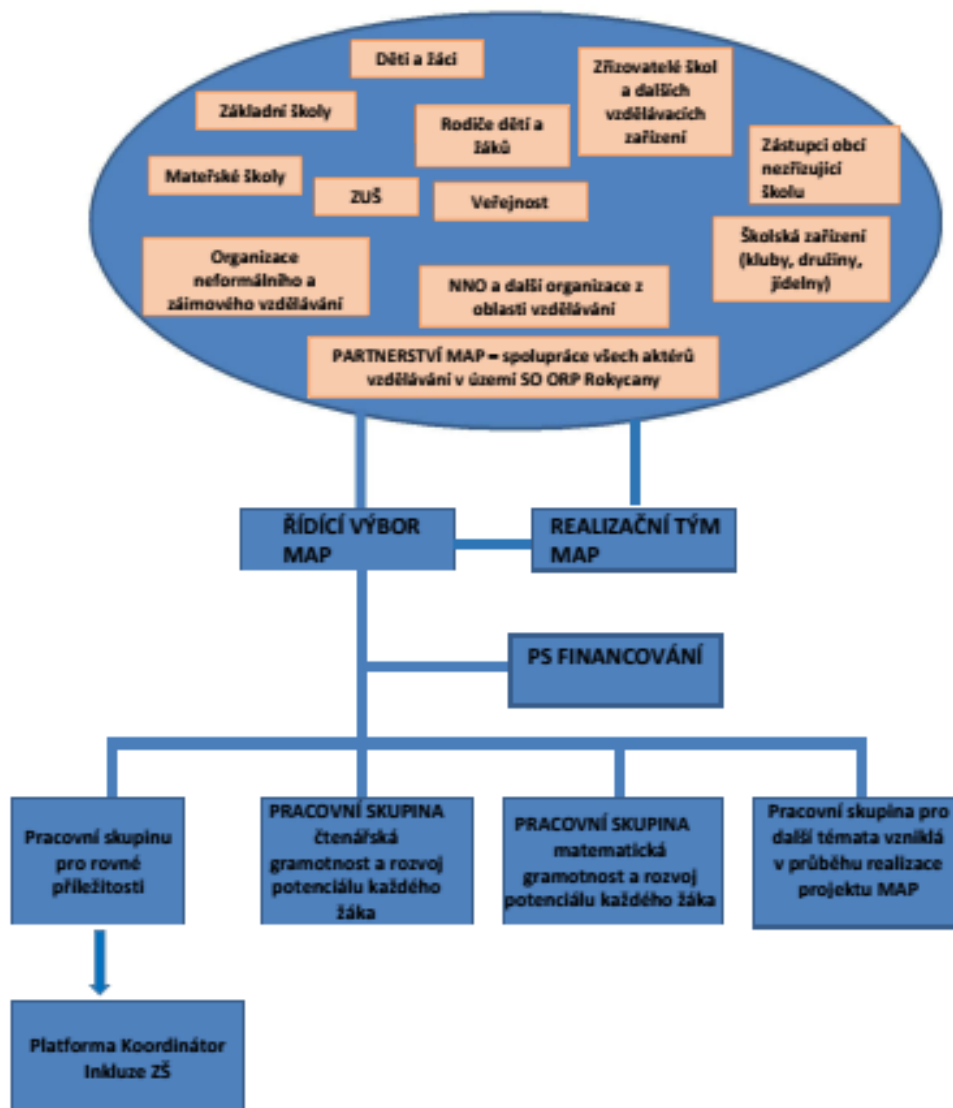 Děti a žáci
Zřizovatelé škol
a dalších
vzdělávacích
zařízení
Základní školy
Rodiče dětí a
žáků
Zástupci obcí
nezřizující
školu
Mateřské školy
ZUŠ
Veřejnost
Školská zařízení
(kluby, družiny,
jídelny)
Organizace
neformálního a
záimového vzdělávání
NNO a další organizace z
oblasti vzdělávání
PARTNERSTVÍ MAP – spolupráce všech aktérů
vzdělávání v území SO ORP Rokycany
ŘÍDÍCÍ VÝBOR
MAP
REALIZAČNÍ TÝM
MAP
PS FINANCOVÁNÍ
Pracovní skupinu
pro rovné
příležitosti
PRACOVNÍ SKUPINA
čtenářská
gramotnost a rozvoj
potenciálu každého
žáka
PRACOVNÍ SKUPINA
matematická
gramotnost a rozvoj
potenciálu každého žáka
Pracovní skupina pro
další témata vzniklá
v průběhu realizace
projektu MAP
Platforma Koordinátor
Inkluze ZŠ